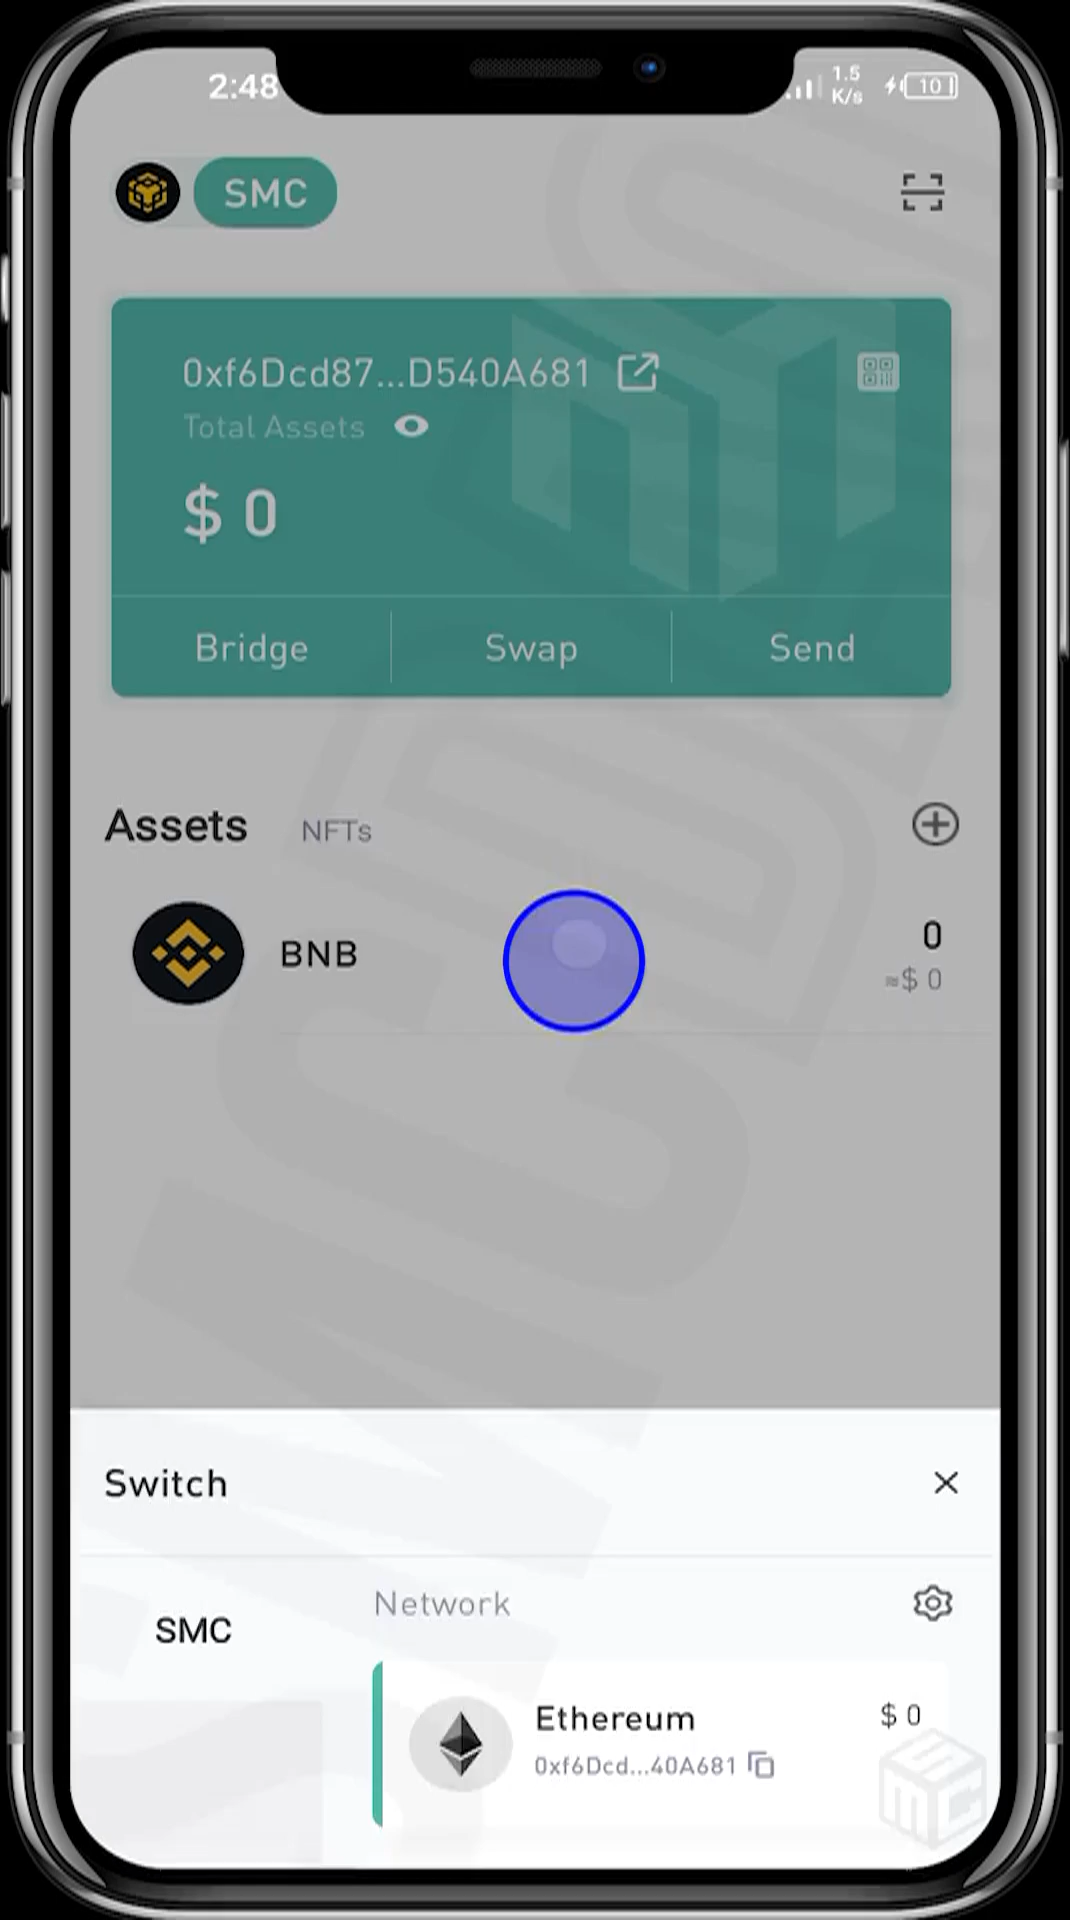 2:48
1.5
K/s
10
SMC
0xf6Dcd87...D540A681
Total Assets
$ 0
Bridge
Swap
Send
Assets
NFTs
BNB
0
≈$ 0
Switch
SMC
Network
Ethereum
$ 0
0xf6Dcd...40A681
SMC